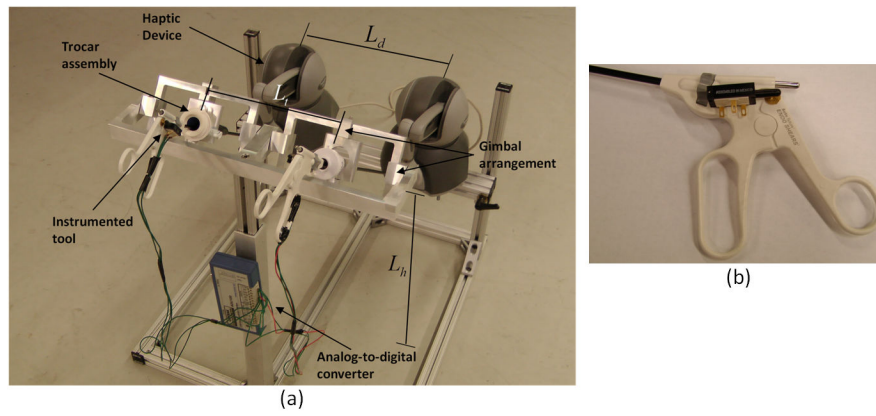 Haptic
Device
L_d
Trocar
assembly
L
Gimbal
arrangement
Instrumented
tool
L_h
Analog-to-digital
converter
(a)
(b)